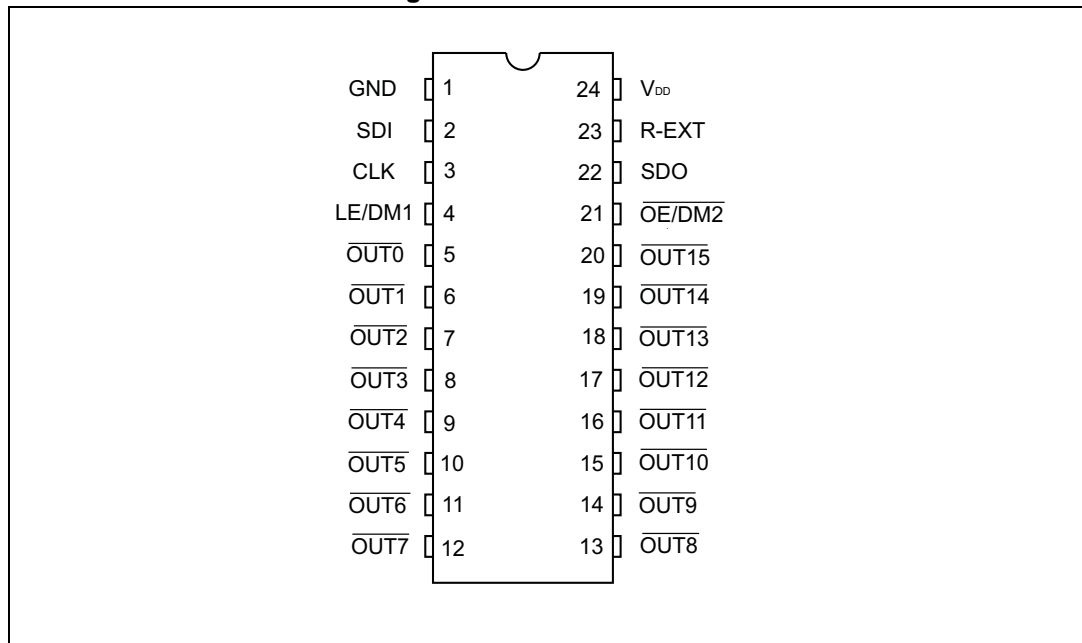 GND 1 24 VDD
SDI 2 23 R-EXT
CLK 3 22 SDO
LE/DM1 4 21 OE/DM2
OUT0 5 20 OUT15
OUT1 6 19 OUT14
OUT2 7 18 OUT13
OUT3 8 17 OUT12
OUT4 9 16 OUT11
OUT5 10 15 OUT10
OUT6 11 14 OUT9
OUT7 12 13 OUT8